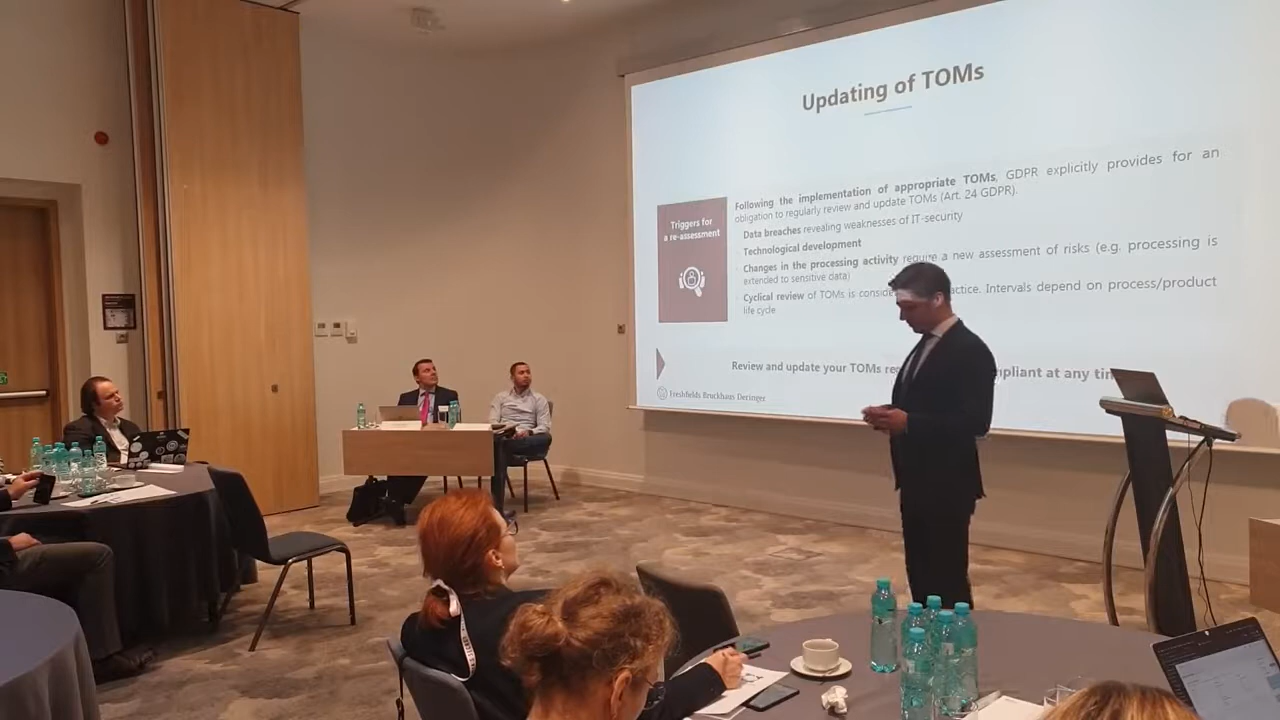 Updating of TOMs
Triggers for
a re-assessment
Following the implementation of appropriate TOMs, GDPR explicitly provides for an
obligation to regularly review and update TOMs (Art. 24 GDPR).
Data breaches revealing weaknesses of IT-security
Technological development
Changes in the processing activity require a new assessment of risks (e.g. processing is
extended to sensitive data)
Cyclical review of TOMs is actice. Intervals depend on process/product
life cycle
Review and update your TOMs at any
Freshfields Bruckhaus Deringer